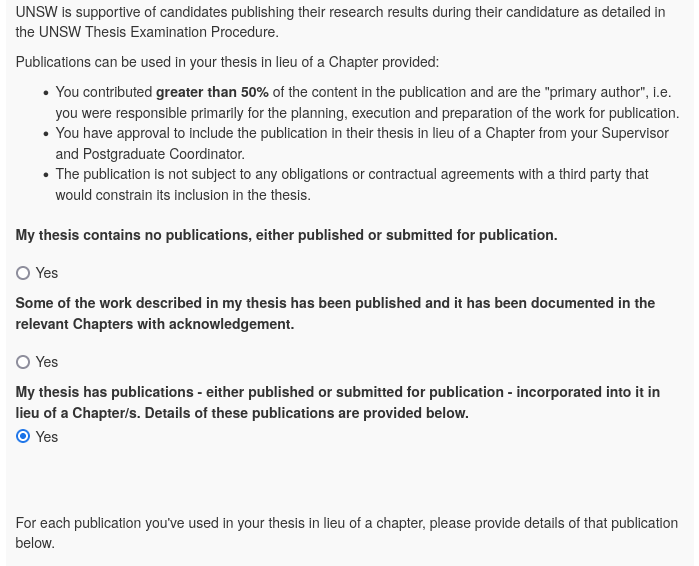 UNSW is supportive of candidates publishing their research results during their candidature as detailed in
the UNSW Thesis Examination Procedure.
Publications can be used in your thesis in lieu of a Chapter provided:
• You contributed greater than 50% of the content in the publication and are the "primary author", i.e.
you were responsible primarily for the planning, execution and preparation of the work for publication.
• You have approval to include the publication in their thesis in lieu of a Chapter from your Supervisor
and Postgraduate Coordinator.
• The publication is not subject to any obligations or contractual agreements with a third party that
would constrain its inclusion in the thesis.
My thesis contains no publications, either published or submitted for publication.
Yes
Some of the work described in my thesis has been published and it has been documented in the
relevant Chapters with acknowledgement.
Yes
My thesis has publications - either published or submitted for publication - incorporated into it in
lieu of a Chapter/s. Details of these publications are provided below.
Yes
For each publication you've used in your thesis in lieu of a chapter, please provide details of that publication
below.